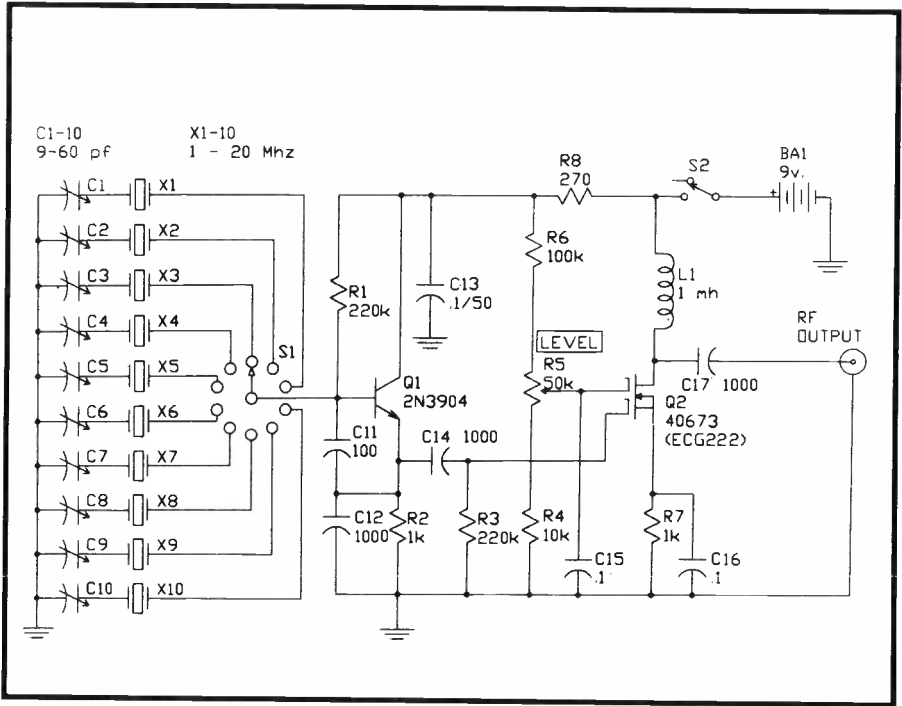 C1-10
9-60 pf
X1-10
1 - 20 Mhz
C1
X1
C2
X2
C3
X3
C4
X4
C5
X5
C6
X6
C7
X7
C8
X8
C9
X9
C10
X10
S1
R1
220k
C13
.1/50
Q1
2N3904
C11
100
C12
1000
R2
1k
C14 1000
R3
220k
R8
270
R6
100k
LEVEL
R5
50k
R4
10k
C15
.1
S2
BA1
9v.
+
L1
1 mh
RF
OUTPUT
C17 1000
Q2
40673
(ECG222)
R7
1k
C16
.1